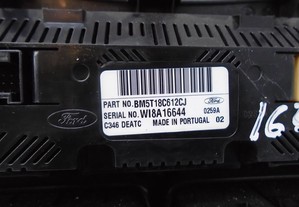 PART NO.BM5T18C612CJ
Ford
SERIAL NO.WI8A16644
0259A
C346 DEATC
MADE IN PORTUGAL
02
Ford